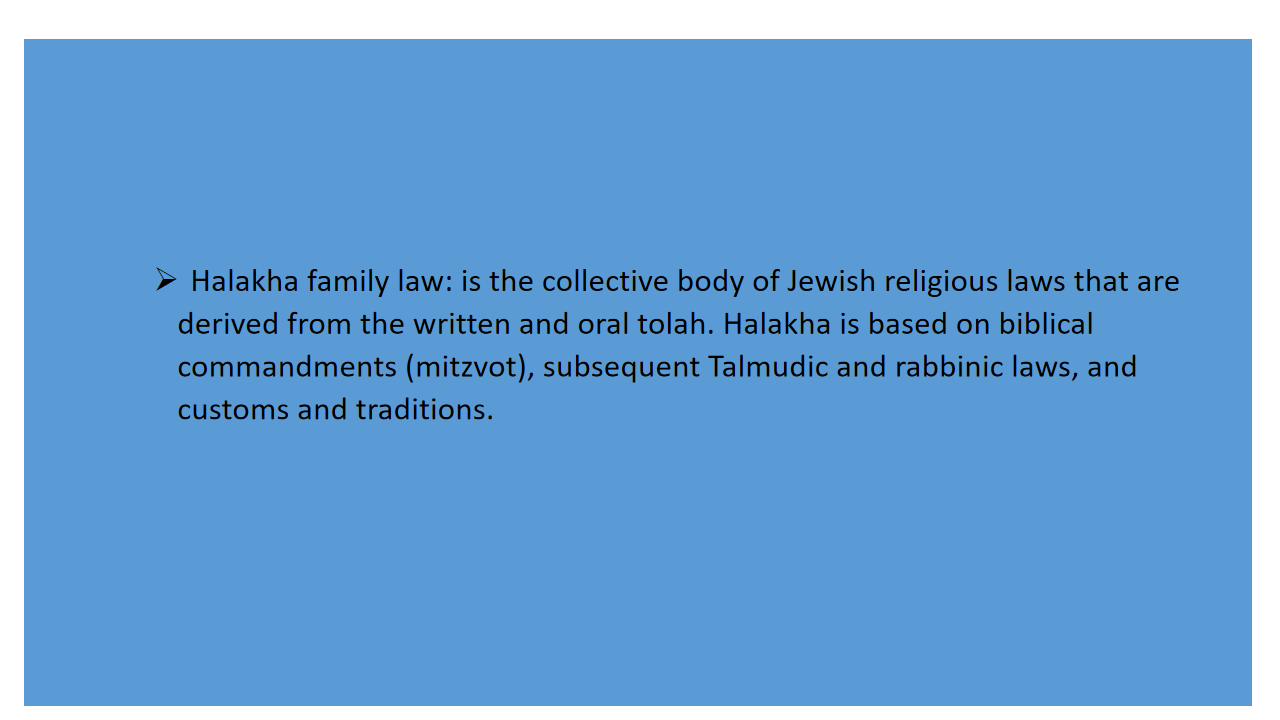 ➢ Halakha family law: is the collective body of Jewish religious laws that are
derived from the written and oral tolah. Halakha is based on biblical
commandments (mitzvot), subsequent Talmudic and rabbinic laws, and
customs and traditions.